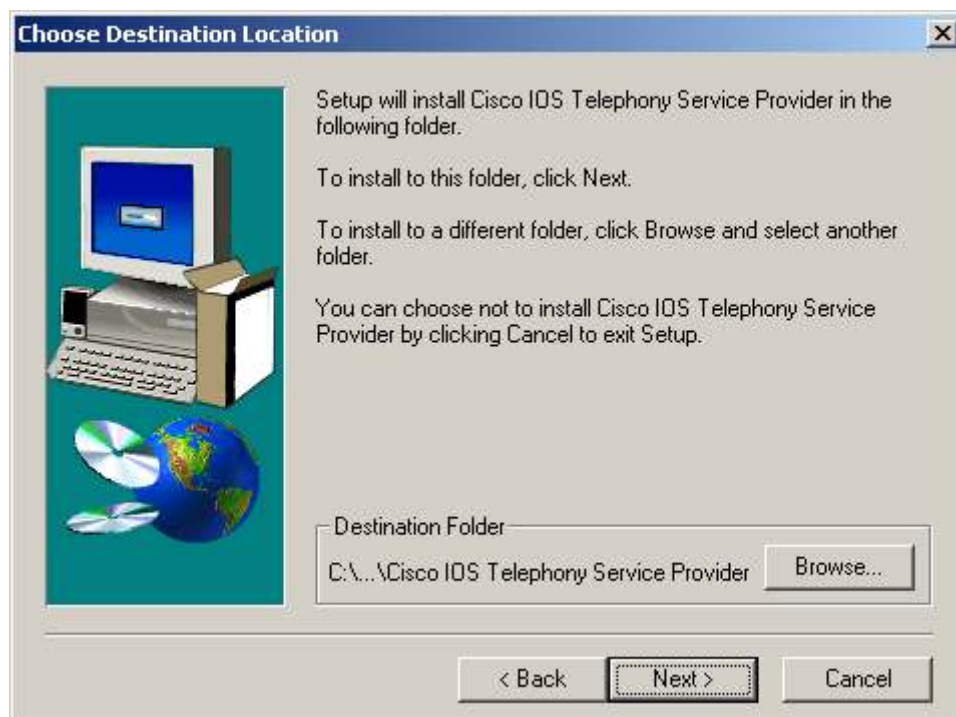 Choose Destination Location
Setup will install Cisco IOS Telephony Service Provider in the
following folder.
To install to this folder, click Next.
To install to a different folder, click Browse and select another
folder.
You can choose not to install Cisco IOS Telephony Service
Provider by clicking Cancel to exit Setup.
Destination Folder
C:\...\Cisco IOS Telephony Service Provider
Browse...
< Back
Next >
Cancel